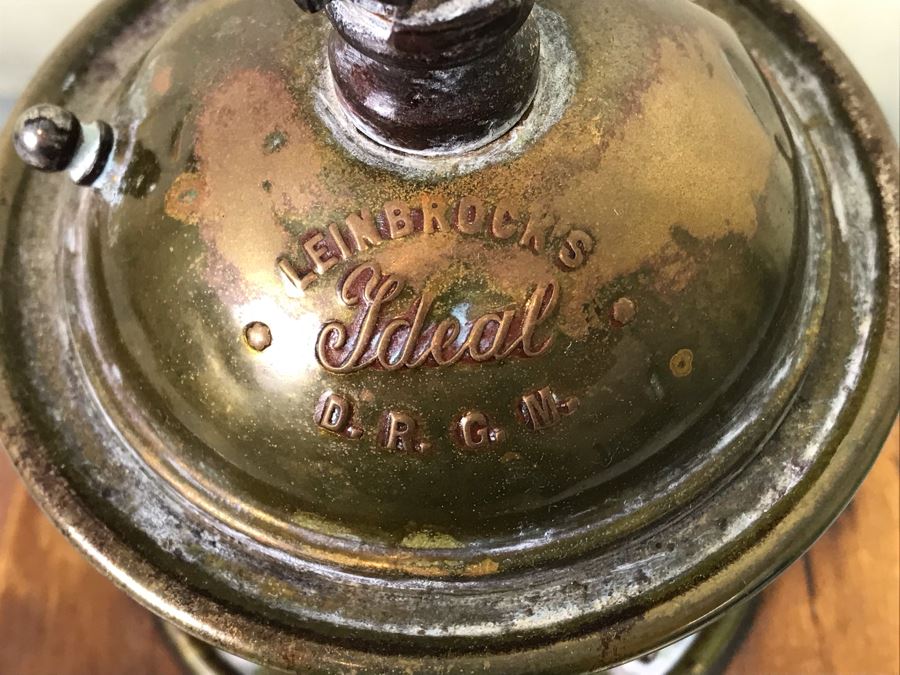 LEINBROCK'S
Ideal
D. R. G. M.